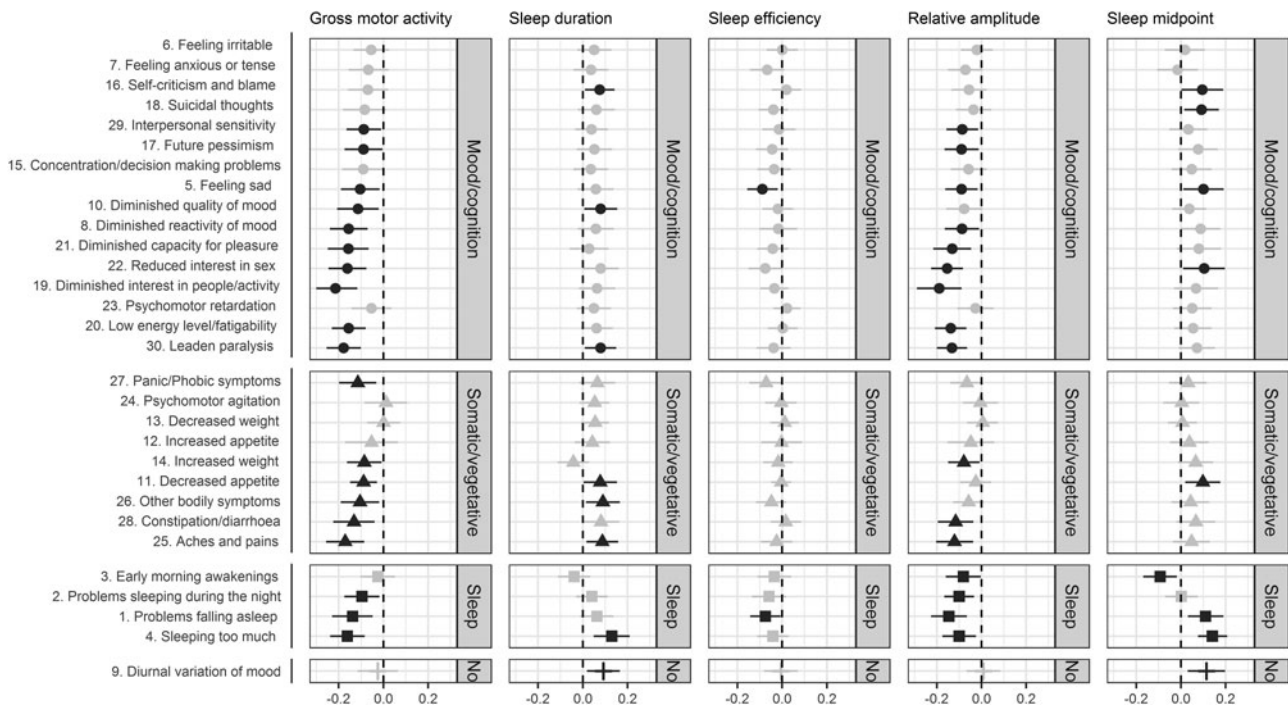 Gross motor activity Sleep duration Sleep efficiency Relative amplitude Sleep midpoint
6. Feeling irritable
7. Feeling anxious or tense
16. Self-criticism and blame
18. Suicidal thoughts
29. Interpersonal sensitivity
17. Future pessimism
15. Concentration/decision making problems
5. Feeling sad
10. Diminished quality of mood
8. Diminished reactivity of mood
21. Diminished capacity for pleasure
22. Reduced interest in sex
19. Diminished interest in people/activity
23. Psychomotor retardation
20. Low energy level/fatigability
30. Leaden paralysis
Mood/cognition Mood/cognition Mood/cognition Mood/cognition Mood/cognition
27. Panic/Phobic symptoms
24. Psychomotor agitation
13. Decreased weight
12. Increased appetite
14. Increased weight
11. Decreased appetite
26. Other bodily symptoms
28. Constipation/diarrhoea
25. Aches and pains
Somatic/vegetative Somatic/vegetative Somatic/vegetative Somatic/vegetative Somatic/vegetative
3. Early morning awakenings
2. Problems sleeping during the night
1. Problems falling asleep
4. Sleeping too much
Sleep Sleep Sleep Sleep Sleep
9. Diurnal variation of mood
No No No No No
-0.2 0.0 0.2 -0.2 0.0 0.2 -0.2 0.0 0.2 -0.2 0.0 0.2 -0.2 0.0 0.2